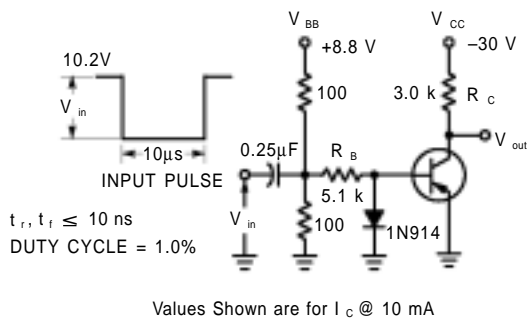 V BB
+8.8 V
V CC
–30 V
10.2V
V in
10μs
INPUT PULSE
100
3.0 k
R C
V out
0.25μF
R B
5.1 k
V in
100
1N914
t r, t f ≤ 10 ns
DUTY CYCLE = 1.0%
Values Shown are for I C @ 10 mA